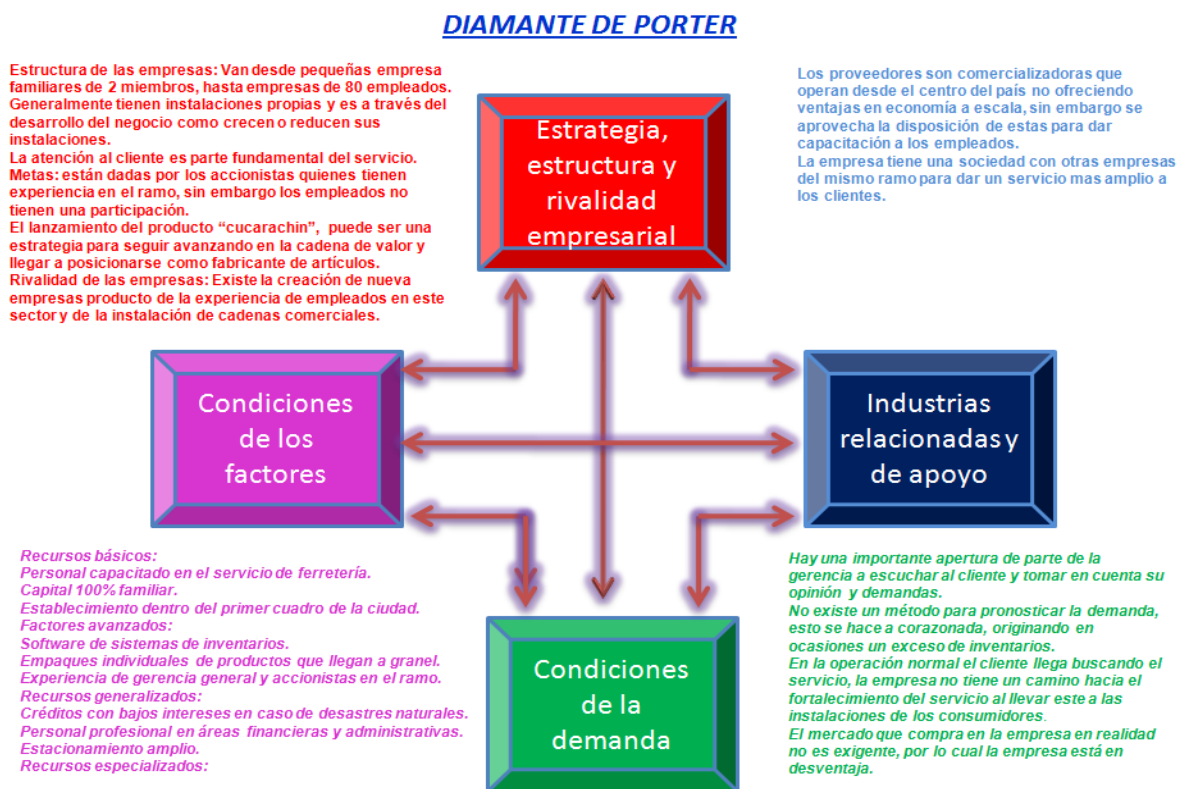 DIAMANTE DE PORTER
Estructura de las empresas: Van desde pequeñas empresa
familiares de 2 miembros, hasta empresas de 80 empleados.
Generalmente tienen instalaciones propias y es a través del
desarrollo del negocio como crecen o reducen sus
instalaciones.
La atención al cliente es parte fundamental del servicio.
Metas: están dadas por los accionistas quienes tienen
experiencia en el ramo, sin embargo los empleados no
tienen una participación.
El lanzamiento del producto “cucarachin”, puede ser una
estrategia para seguir avanzando en la cadena de valor y
llegar a posicionarse como fabricante de artículos.
Rivalidad de las empresas: Existe la creación de nueva
empresas producto de la experiencia de empleados en este
sector y de la instalación de cadenas comerciales.
Estrategia,
estructura y
rivalidad
empresarial
Los proveedores son comercializadoras que
operan desde el centro del país no ofreciendo
ventajas en economía a escala, sin embargo se
aprovecha la disposición de estas para dar
capacitación a los empleados.
La empresa tiene una sociedad con otras empresas
del mismo ramo para dar un servicio mas amplio a
los clientes.
Condiciones
de los
factores
Industrias
relacionadas y
de apoyo
Recursos básicos:
Personal capacitado en el servicio de ferretería.
Capital 100% familiar.
Establecimiento dentro del primer cuadro de la ciudad.
Factores avanzados:
Software de sistemas de inventarios.
Empaques individuales de productos que llegan a granel.
Experiencia de gerencia general y accionistas en el ramo.
Recursos generalizados:
Créditos con bajos intereses en caso de desastres naturales.
Personal profesional en áreas financieras y administrativas.
Estacionamiento amplio.
Recursos especializados:
Condiciones
de la
demanda
Hay una importante apertura de parte de la
gerencia a escuchar al cliente y tomar en cuenta su
opinión y demandas.
No existe un método para pronosticar la demanda,
esto se hace a corazonada, originando en
ocasiones un exceso de inventarios.
En la operación normal el cliente llega buscando el
servicio, la empresa no tiene un camino hacia el
fortalecimiento del servicio al llevar este a las
instalaciones de los consumidores.
El mercado que compra en la empresa en realidad
no es exigente, por lo cual la empresa está en
desventaja.